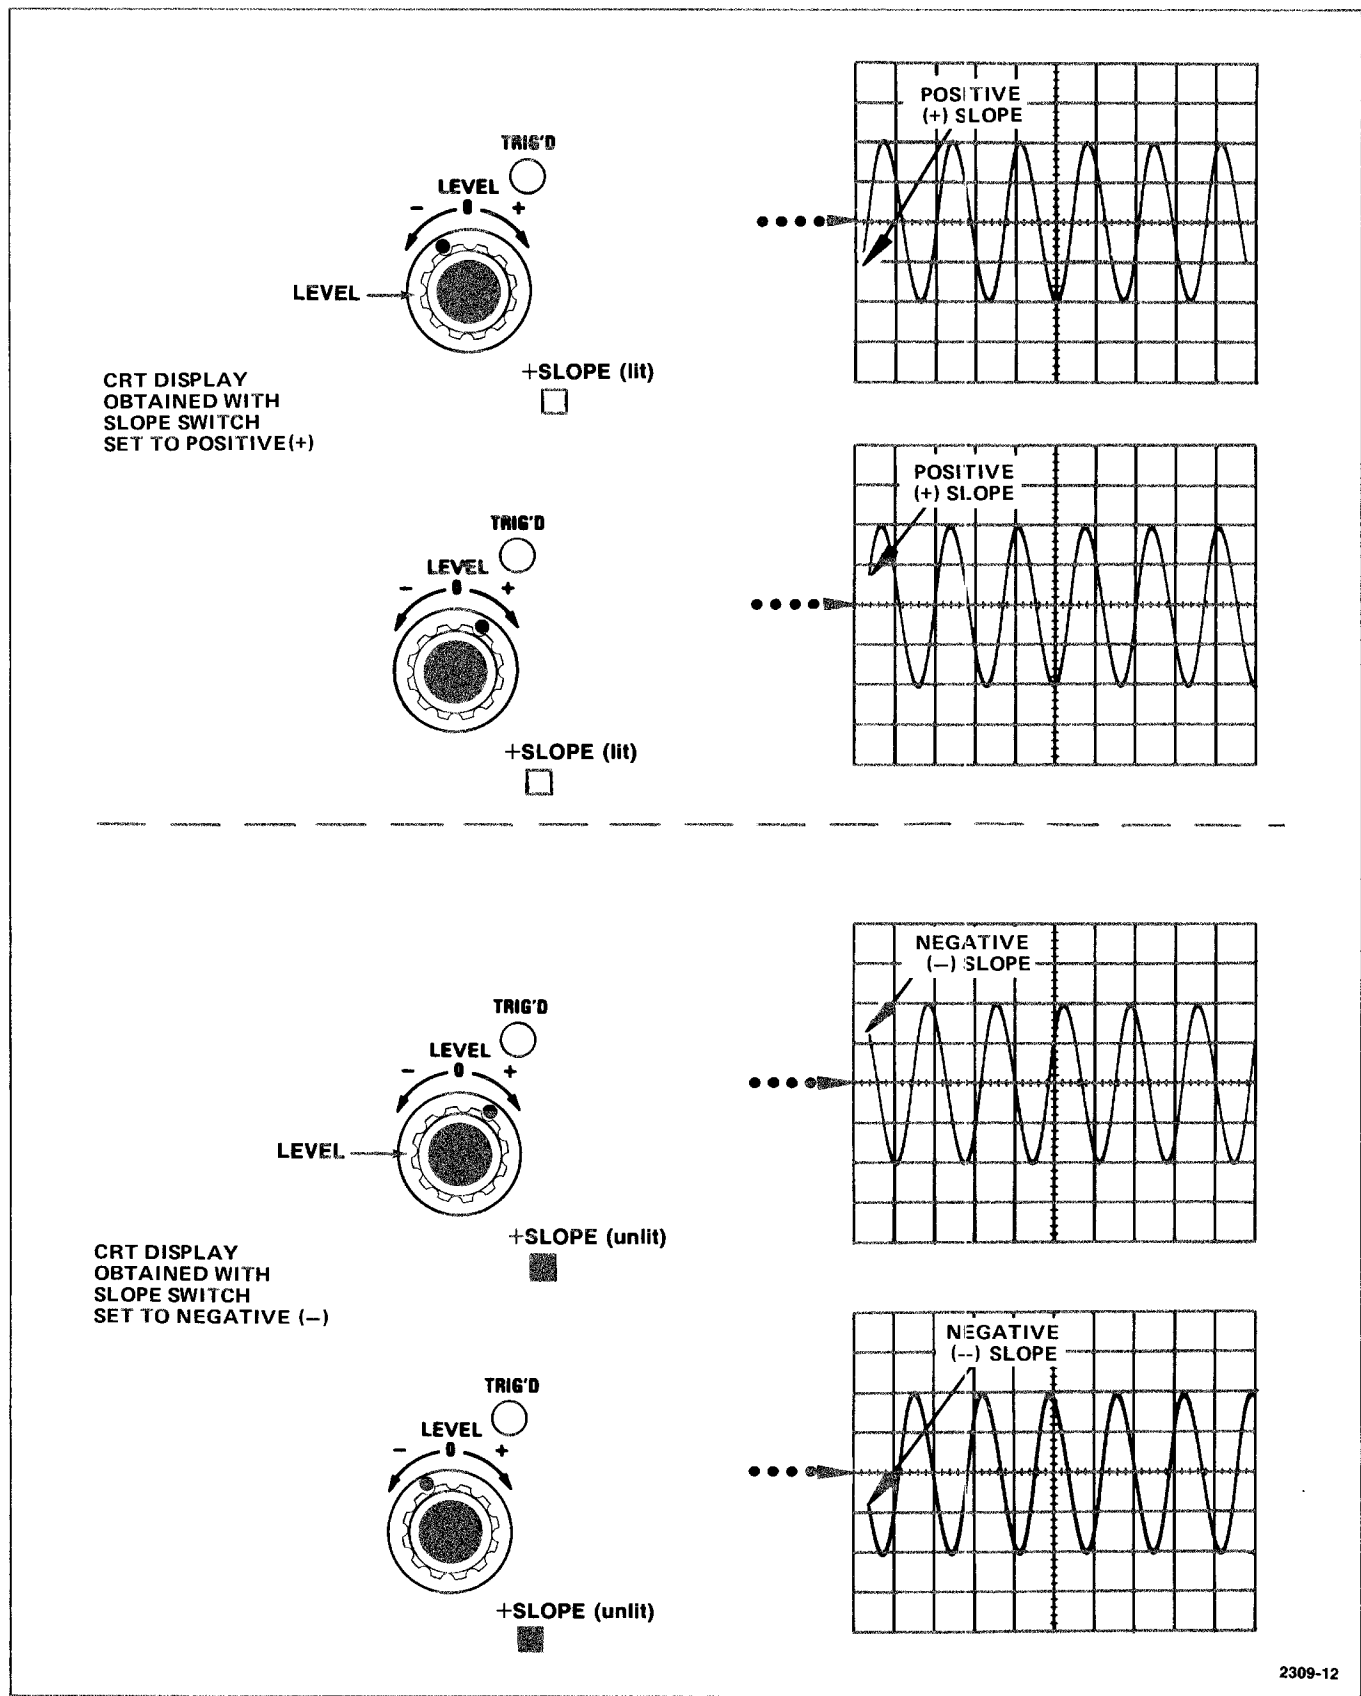 POSITIVE
(+) SLOPE
TRIG'D
LEVEL
- 0 +
LEVEL
+SLOPE (lit)
CRT DISPLAY
OBTAINED WITH
SLOPE SWITCH
SET TO POSITIVE(+)
POSITIVE
(+) SLOPE
TRIG'D
LEVEL
- 0 +
+SLOPE (lit)
NEGATIVE
(—) SLOPE
TRIG'D
LEVEL
- 0 +
LEVEL
+SLOPE (unlit)
CRT DISPLAY
OBTAINED WITH
SLOPE SWITCH
SET TO NEGATIVE (—)
NEGATIVE
(--) SLOPE
TRIG'D
LEVEL
- 0 +
+SLOPE (unlit)
2309-12